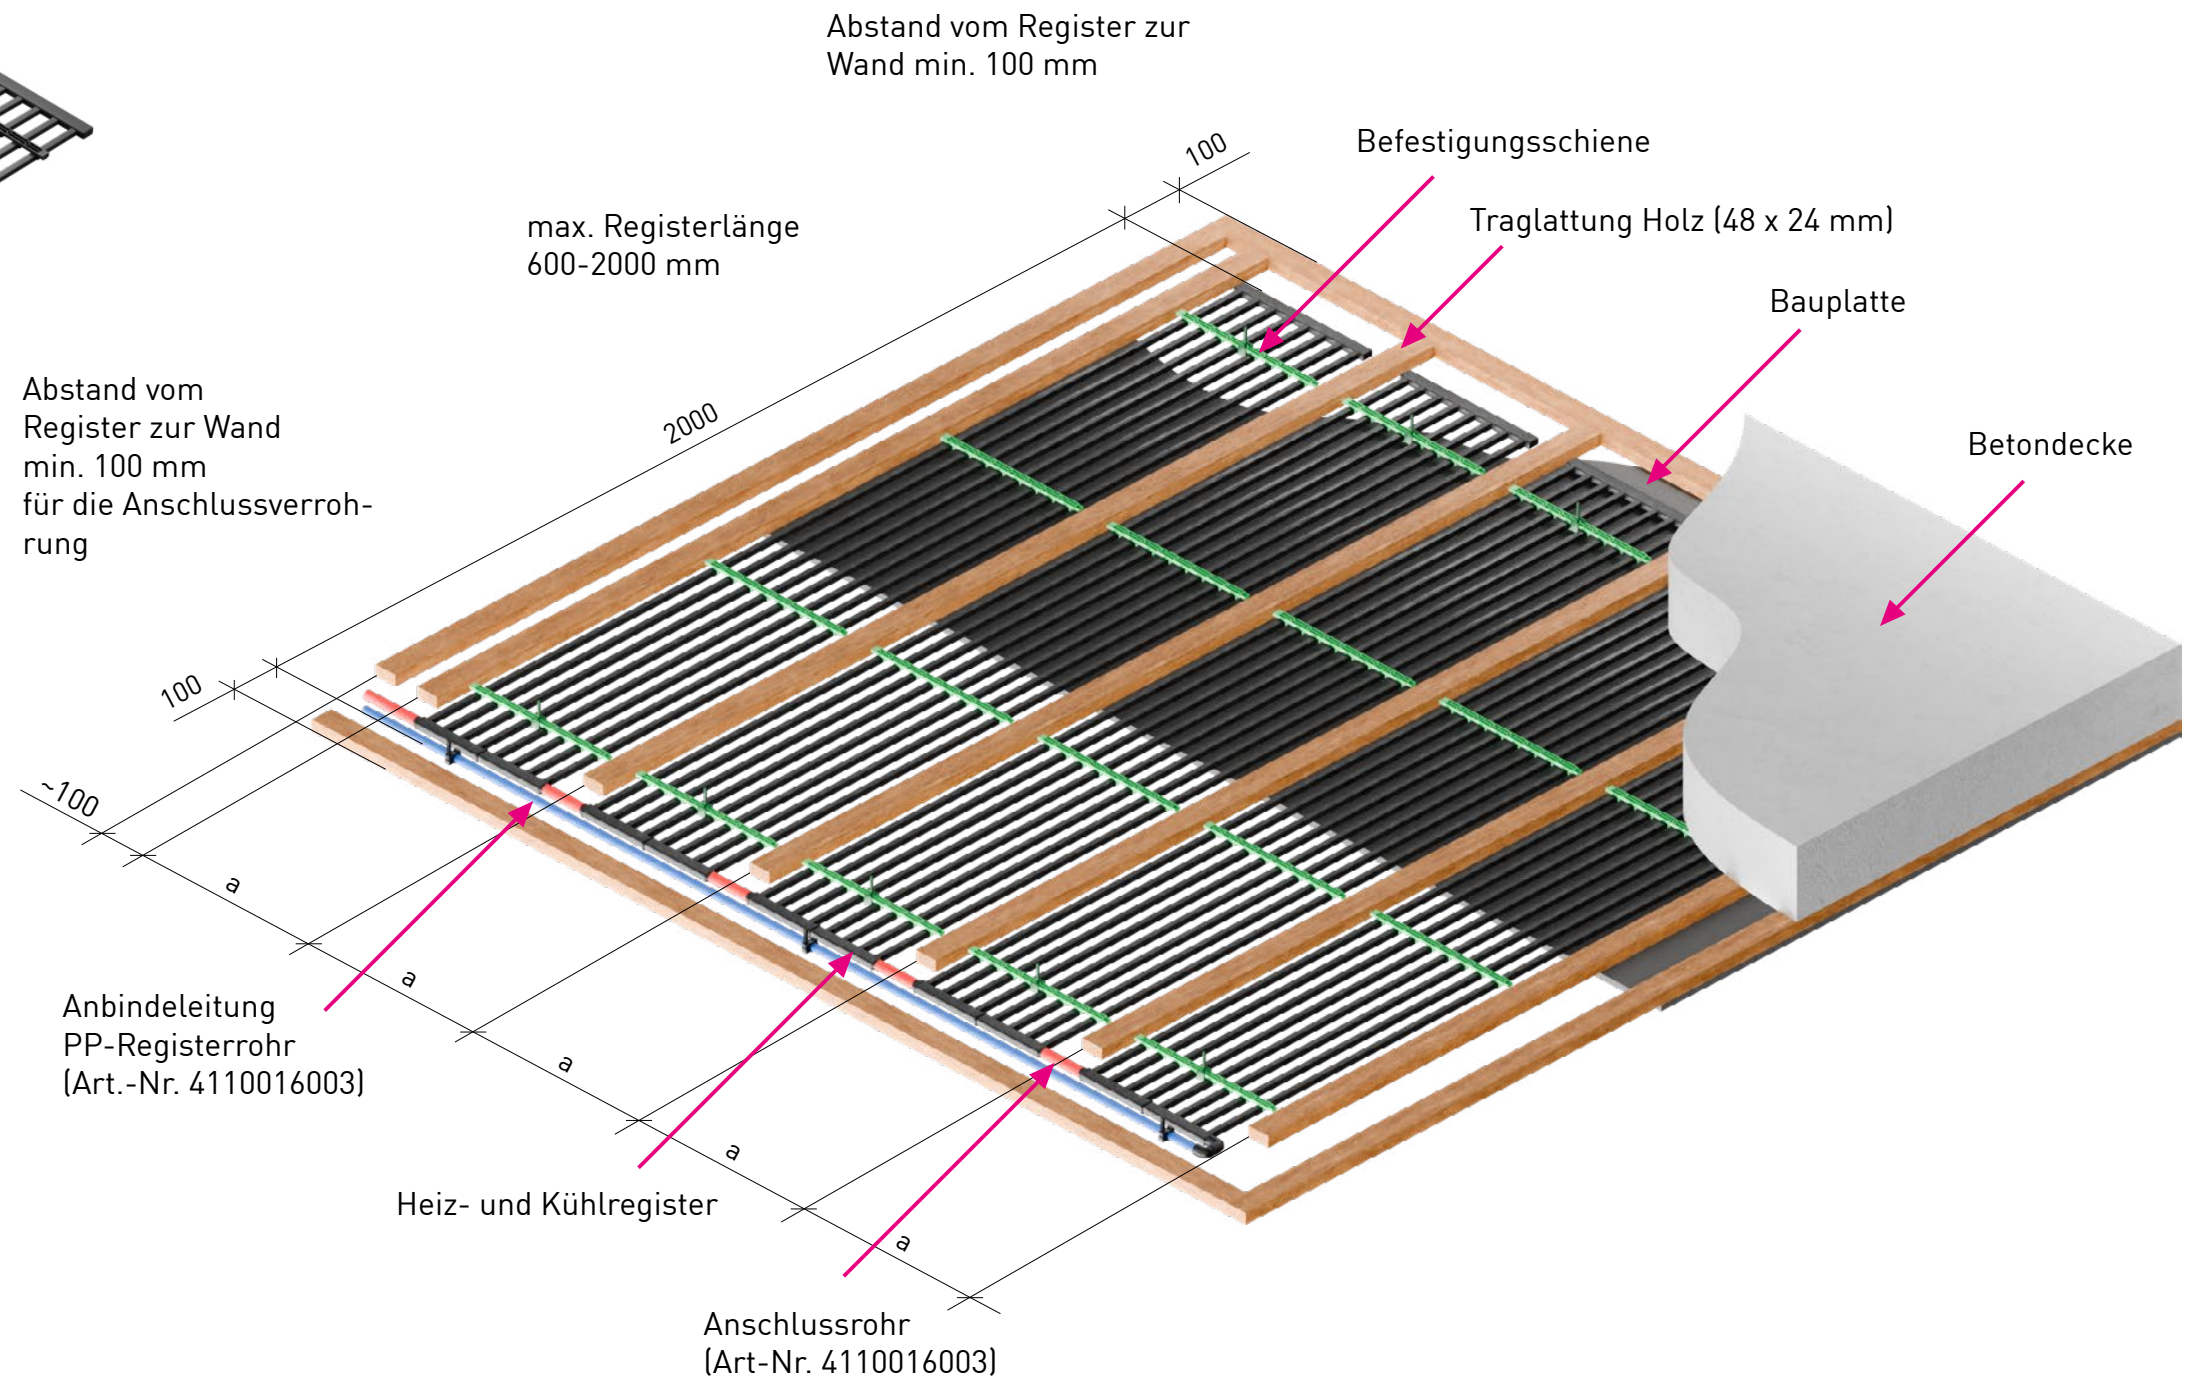 Abstand vom Register zur
Wand min. 100 mm
100
Befestigungsschiene
Traglattung Holz (48 x 24 mm)
max. Registerlänge
600-2000 mm
Bauplatte
Abstand vom
Register zur Wand
min. 100 mm
für die Anschlussverroh-
rung
2000
Betondecke
100
~100
a
a
a
a
a
Anbindeleitung
PP-Registerrohr
(Art.-Nr. 4110016003)
Heiz- und Kühlregister
Anschlussrohr
(Art-Nr. 4110016003)